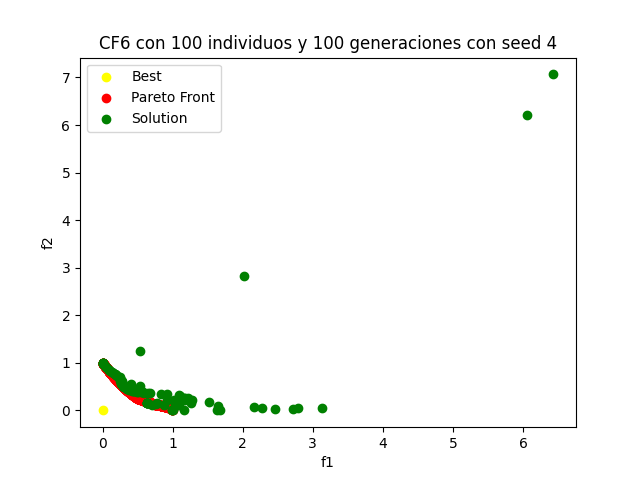 CF6 con 100 individuos y 100 generaciones con seed 4
Best
Pareto Front
Solution
7
6
5
4
3
2
1
0
f2
0 1 2 3 4 5 6
f1